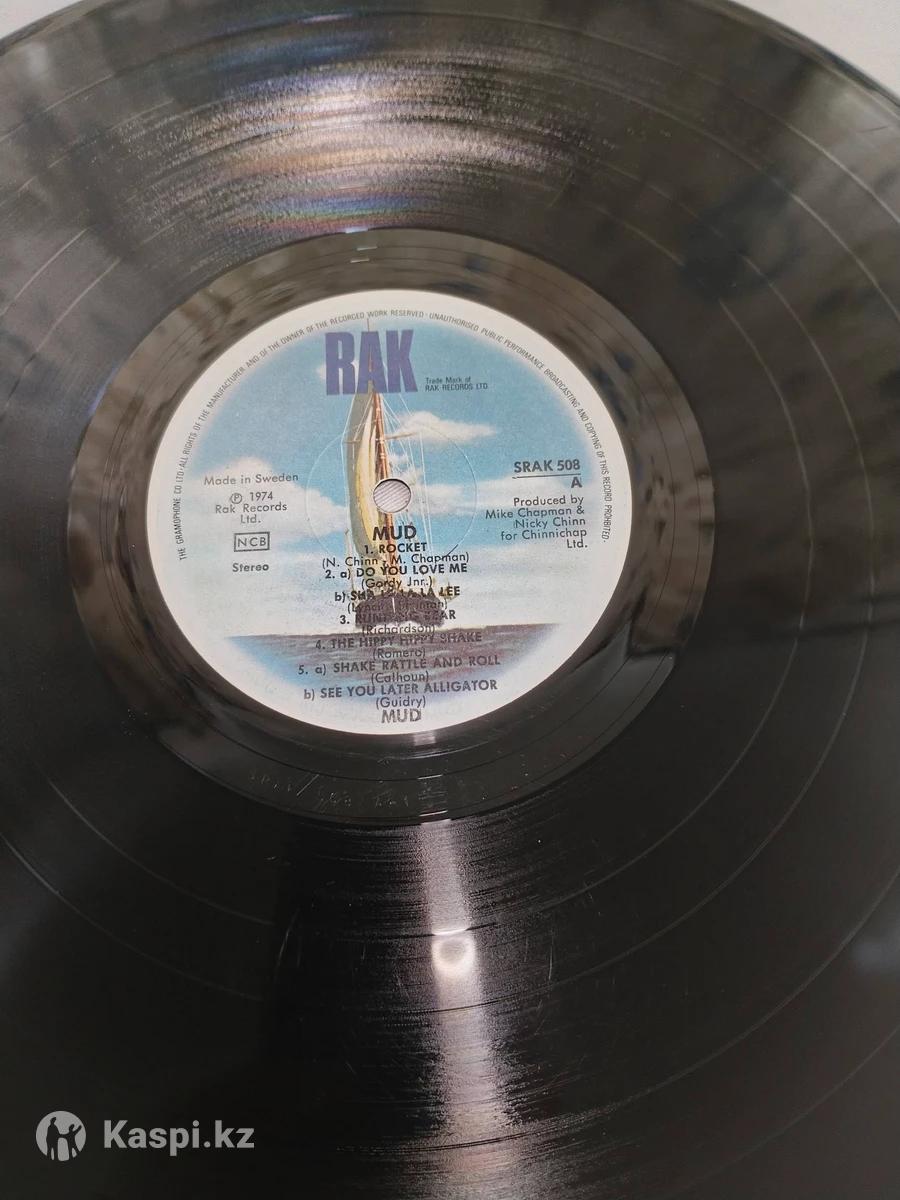 THE GRAMOPHONE CO LTD·ALL RIGHTS OF THE MANUFACTURER AND OF THE OWNER OF THE RECORDED WORK RESERVED·UNAUTHORISED PUBLIC PERFORMANCE BROADCASTING AND COPYING OF THIS RECORD PROHIBITED·
RAK
Trade Mark of
RAK RECORDS LTD
Made in Sweden
Ⓟ 1974
Rak Records
Ltd.
NCB
Stereo
SRAK 508
A
Produced by
Mike Chapman &
Nicky Chinn
for Chinnichap
Ltd.
MUD
1. ROCKET
(N. Chinn, M. Chapman)
2. a) DO YOU LOVE ME
(Gordy Jnr.)
b) LA LEE
3. BEAR
(Richardson)
4. THE HIPPY HIPPY SHAKE
(Romero)
5. a) SHAKE RATTLE AND ROLL
(Calhoun)
b) SEE YOU LATER ALLIGATOR
(Guidry)
MUD
Kaspi.kz